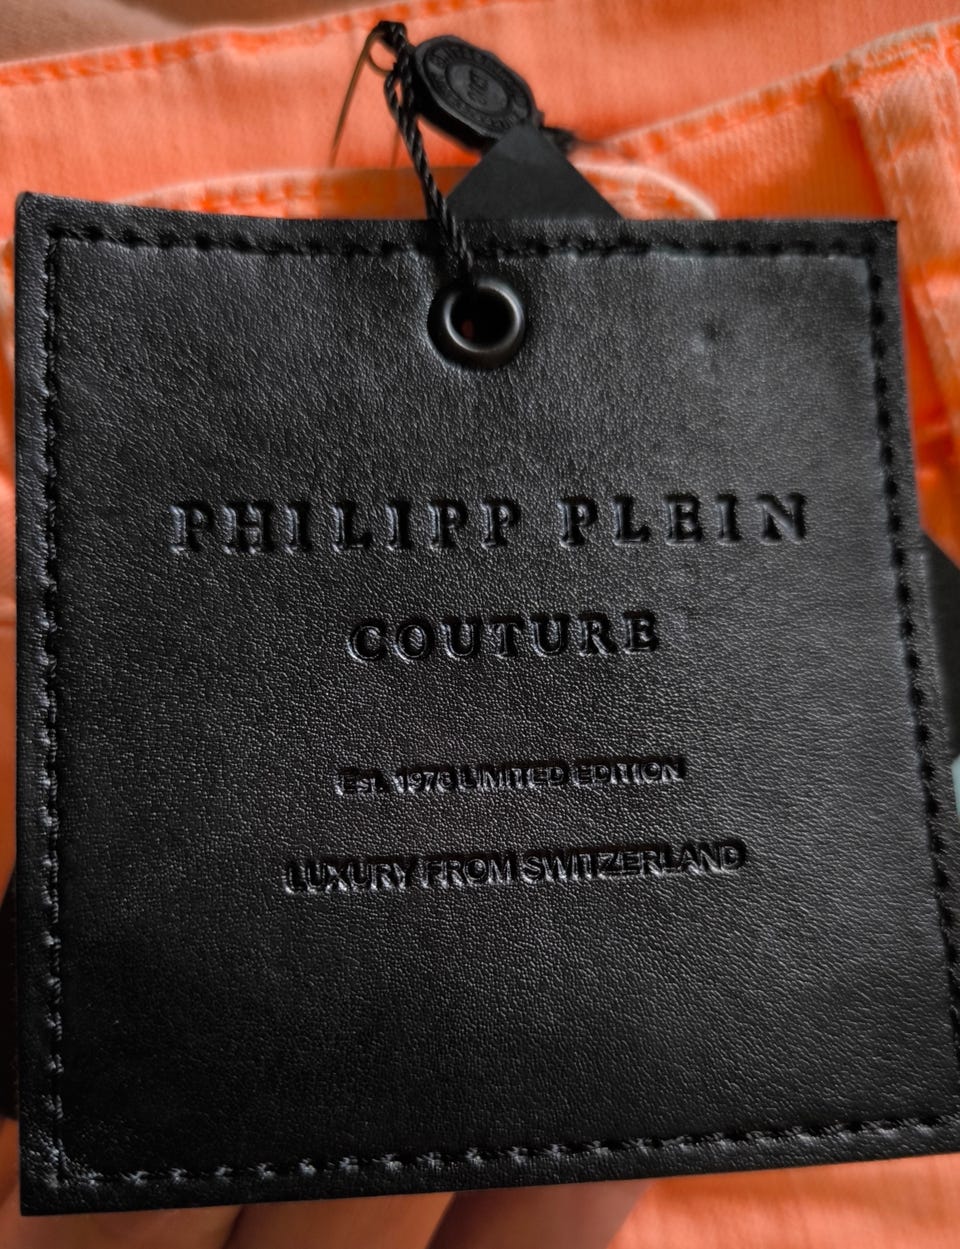 PHILIPP PLEIN
COUTURE
EST. 1978 LIMITED EDITION
LUXURY FROM SWITZERLAND